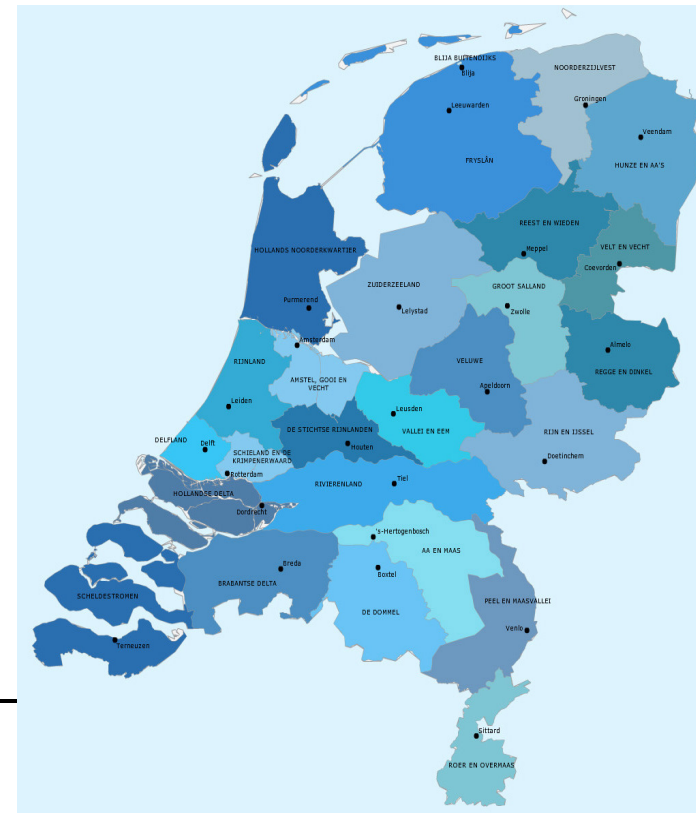 BLIJA BUITENDIJKS
Blija
NOORDERZIJLVEST
Groningen
Leeuwarden
Veendam
FRYSLÂN
HUNZE EN AA'S
REEST EN WIEDEN
HOLLANDS NOORDERKWARTIER
Meppel
VELT EN VECHT
Coevorden
ZUIDERZEELAND
GROOT SALLAND
Purmerend
Lelystad
Zwolle
Amsterdam
Almelo
RIJNLAND
VELUWE
REGGE EN DINKEL
AMSTEL, GOOI EN
VECHT
Apeldoorn
Leiden
Leusden
DE STICHTSE RIJNLANDEN
VALLEI EN EEM
RIJN EN IJSSEL
DELFLAND
Delft
Houten
SCHIELAND EN DE
KRIMPENERWAARD
Doetinchem
Rotterdam
RIVIERENLAND
Tiel
HOLLANDSE DELTA
Dordrecht
's-Hertogenbosch
AA EN MAAS
Breda
Boxtel
BRABANTSE DELTA
SCHELDESTROMEN
DE DOMMEL
PEEL EN MAASVALLEI
Venlo
Terneuzen
Sittard
ROER EN OVERMAAS